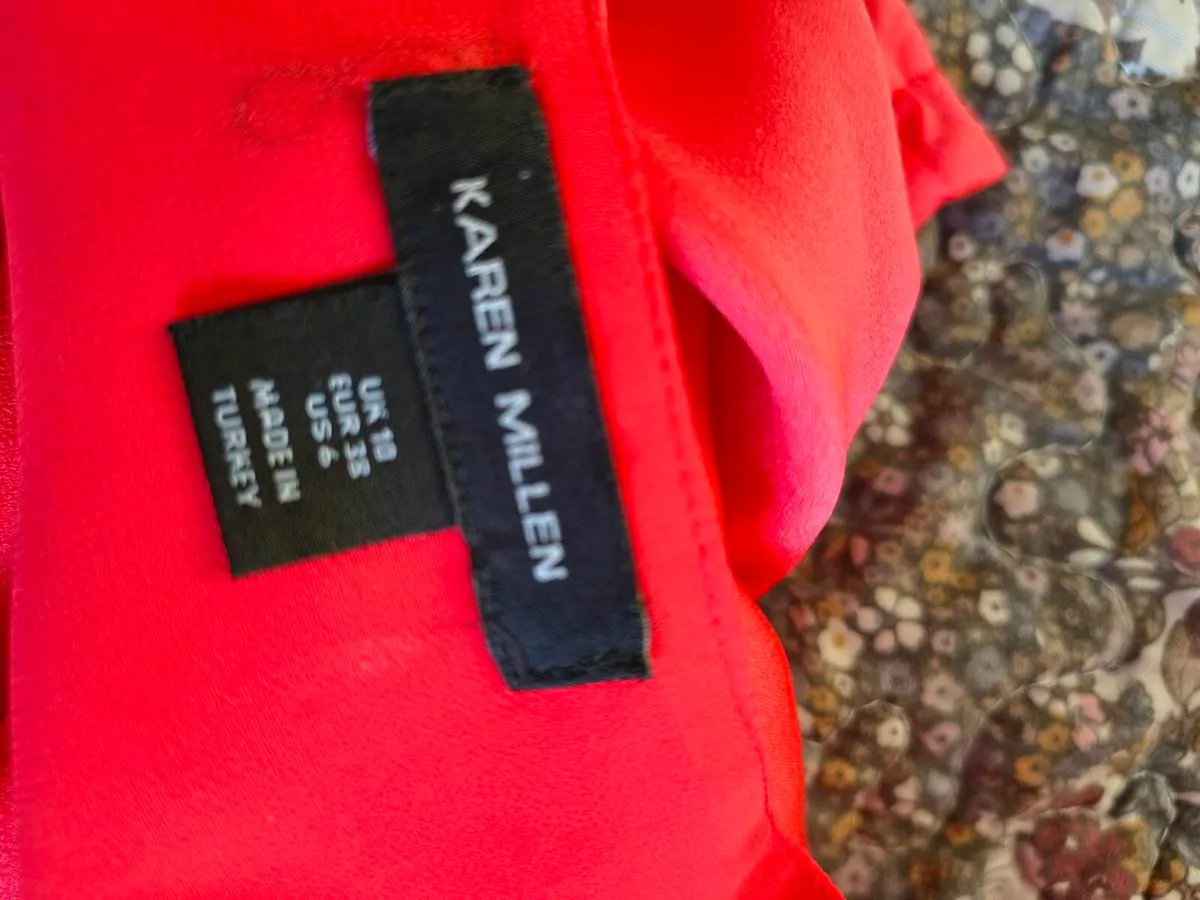 KAREN MILLEN
UK 10
EUR 38
US 6
MADE IN
TURKEY